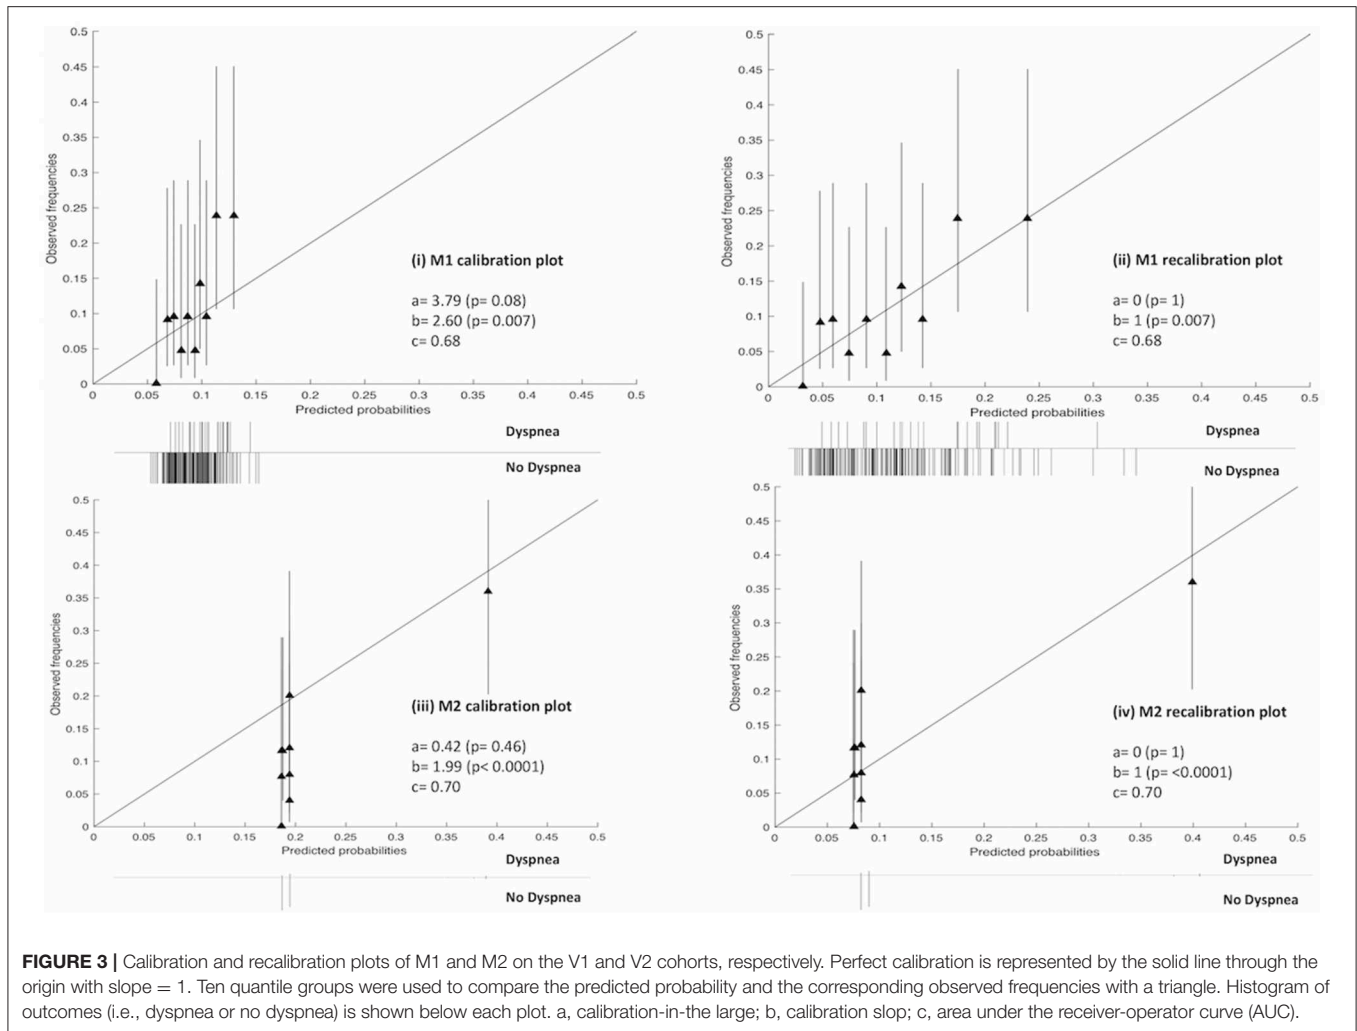 0.5
0.45
0.4
0.35
0.3
0.25
0.2
0.15
0.1
0.05
0
Observed frequencies
(i) M1 calibration plot
a= 3.79 (p= 0.08)
b= 2.60 (p= 0.007)
c= 0.68
0 0.05 0.1 0.15 0.2 0.25 0.3 0.35 0.4 0.45 0.5
Predicted probabilities
Dyspnea
No Dyspnea
0.5
0.45
0.4
0.35
0.3
0.25
0.2
0.15
0.1
0.05
0
Observed frequencies
(ii) M1 recalibration plot
a= 0 (p= 1)
b= 1 (p= 0.007)
c= 0.68
0 0.05 0.1 0.15 0.2 0.25 0.3 0.35 0.4 0.45 0.5
Predicted probabilities
Dyspnea
No Dyspnea
0.5
0.45
0.4
0.35
0.3
0.25
0.2
0.15
0.1
0.05
0
Observed frequencies
(iii) M2 calibration plot
a= 0.42 (p= 0.46)
b= 1.99 (p< 0.0001)
c= 0.70
0 0.05 0.1 0.15 0.2 0.25 0.3 0.35 0.4 0.45 0.5
Predicted probabilities
Dyspnea
No Dyspnea
0.5
0.45
0.4
0.35
0.3
0.25
0.2
0.15
0.1
0.05
0
Observed frequencies
(iv) M2 recalibration plot
a= 0 (p= 1)
b= 1 (p= <0.0001)
c= 0.70
0 0.05 0.1 0.15 0.2 0.25 0.3 0.35 0.4 0.45 0.5
Predicted probabilities
Dyspnea
No Dyspnea
FIGURE 3 | Calibration and recalibration plots of M1 and M2 on the V1 and V2 cohorts, respectively. Perfect calibration is represented by the solid line through the
origin with slope = 1. Ten quantile groups were used to compare the predicted probability and the corresponding observed frequencies with a triangle. Histogram of
outcomes (i.e., dyspnea or no dyspnea) is shown below each plot. a, calibration-in-the large; b, calibration slop; c, area under the receiver-operator curve (AUC).